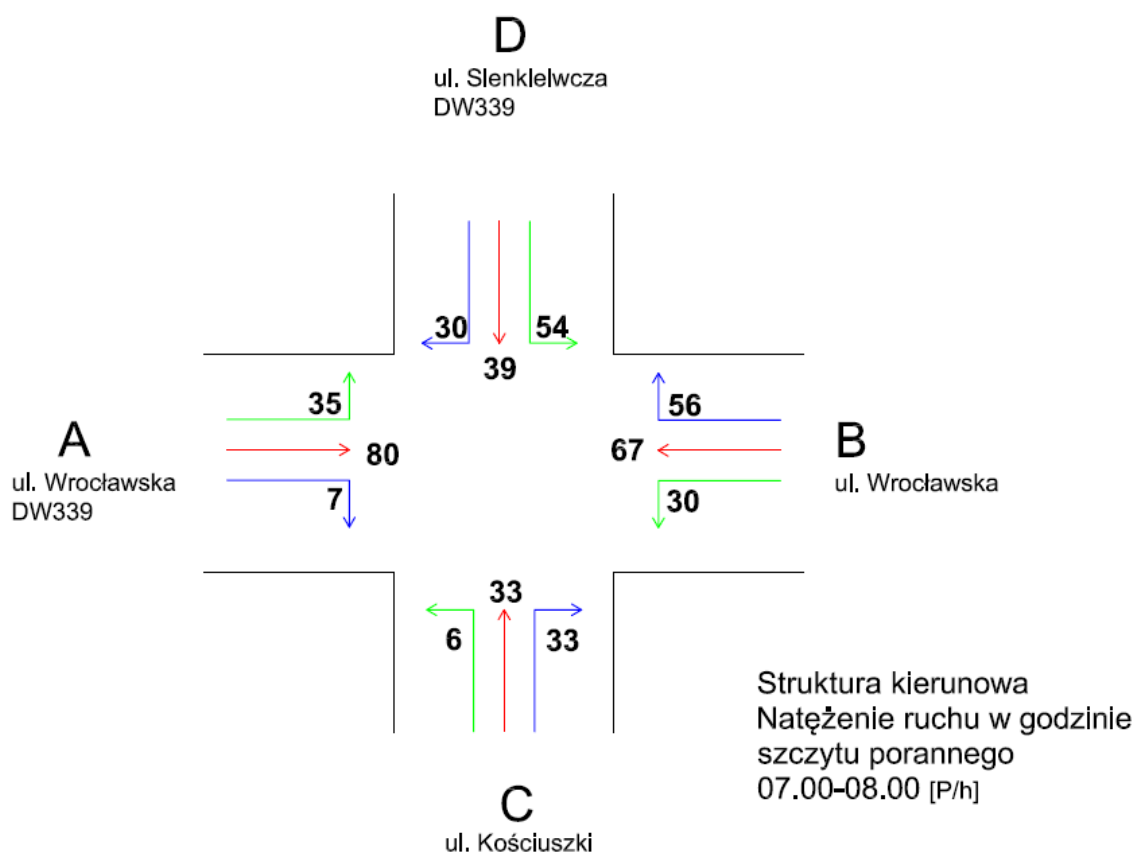 D
ul. Slenklelwcza
DW339
30
54
39
35
56
A
80
67
B
ul. Wrocławska
DW339
7
30
ul. Wrocławska
33
6
33
Struktura kierunowa
Natężenie ruchu w godzinie
szczytu porannego
07.00-08.00 [P/h]
C
ul. Kościuszki